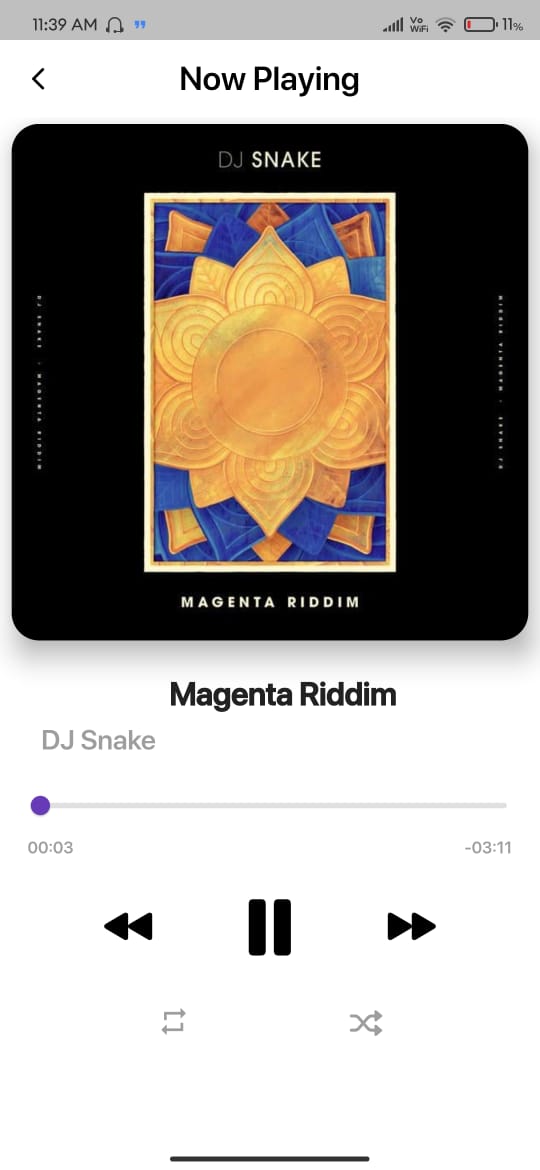 11:39 AM
Vo
WiFi
11%
Now Playing
DJ SNAKE
DJ SNAKE · MAGENTA RIDDIM
DJ SNAKE · MAGENTA RIDDIM
MAGENTA RIDDIM
Magenta Riddim
DJ Snake
00:03
-03:11